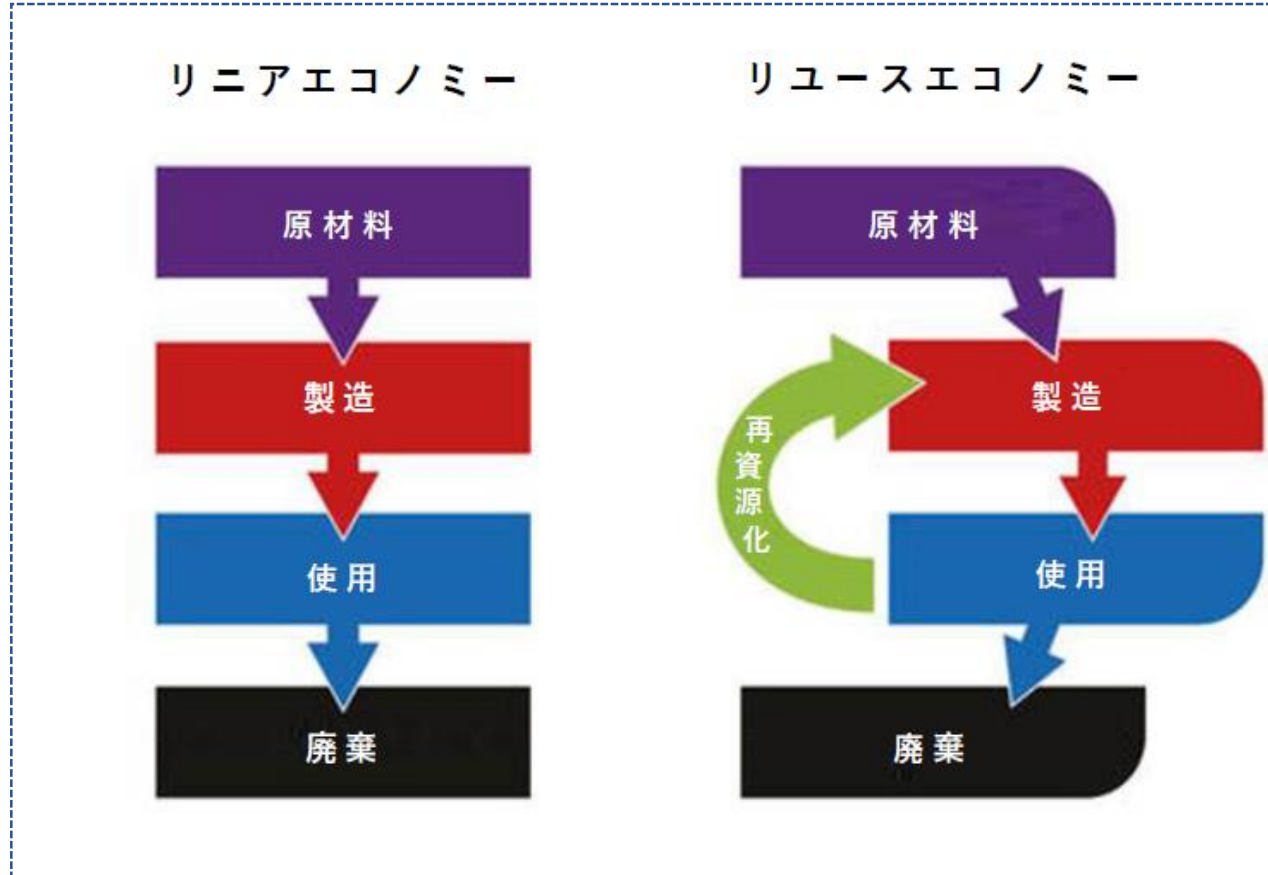 リニアエコノミー
原材料
製造
使用
廃棄
リユースエコノミー
原材料
製造
再資源化
使用
廃棄